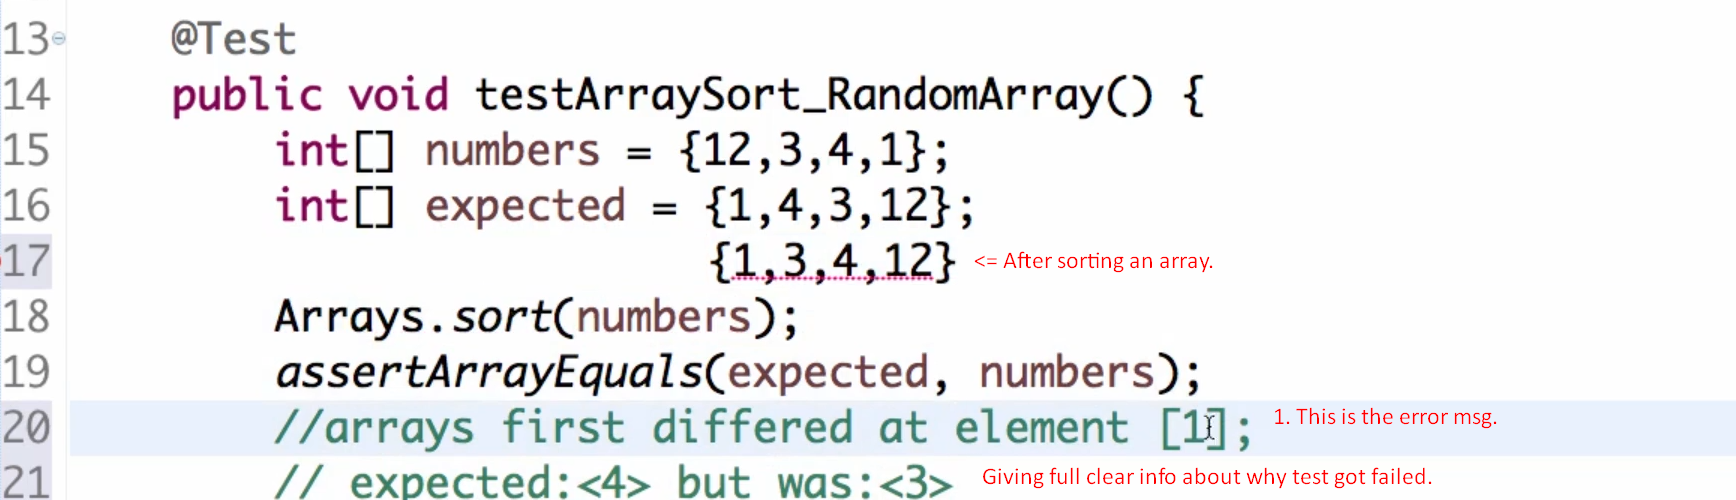 13 @Test
14 public void testArraySort_RandomArray() {
15 int[] numbers = {12,3,4,1};
16 int[] expected = {1,4,3,12};
17 {1,3,4,12} <= After sorting an array.
18 Arrays.sort(numbers);
19 assertArrayEquals(expected, numbers);
20 //arrays first differed at element [1]; 1. This is the error msg.
21 // expected:<4> but was:<3> Giving full clear info about why test got failed.